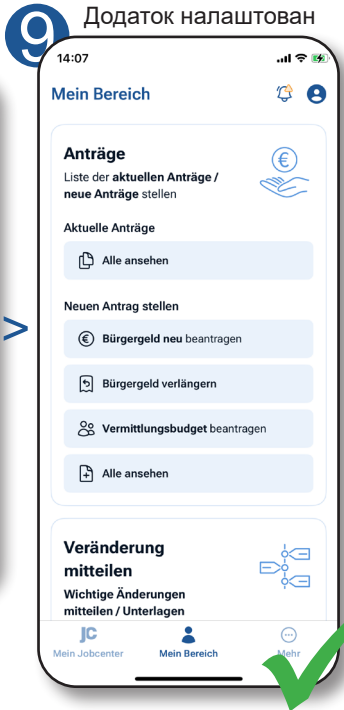 9
Додаток налаштован
14:07
Mein Bereich
Anträge
Liste der aktuellen Anträge /
neue Anträge stellen
Aktuelle Anträge
Alle ansehen
Neuen Antrag stellen
>
Bürgergeld neu beantragen
Bürgergeld verlängern
Vermittlungsbudget beantragen
Alle ansehen
Veränderung
mitteilen
Wichtige Änderungen
mitteilen / Unterlagen
JC
Mein Jobcenter
Mein Bereich
Mehr